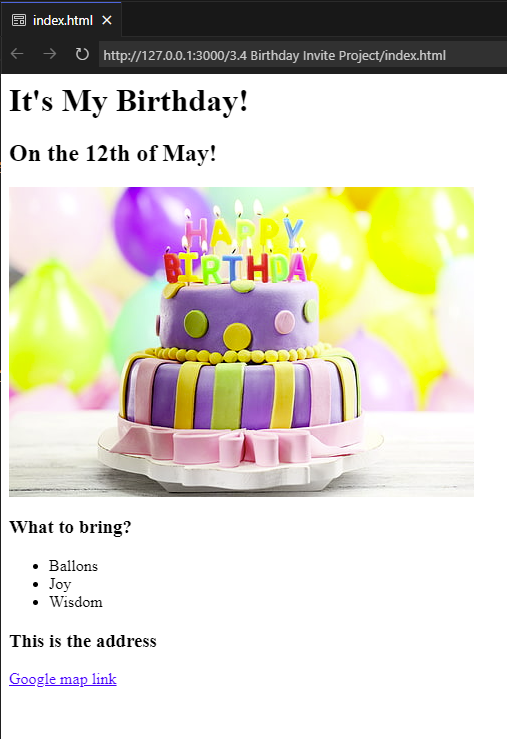 index.html
http://127.0.0.1:3000/3.4 Birthday Invite Project/index.html
It's My Birthday!
On the 12th of May!
HAPPY
BIRTHDAY
What to bring?
Ballons
Joy
Wisdom
This is the address
Google map link